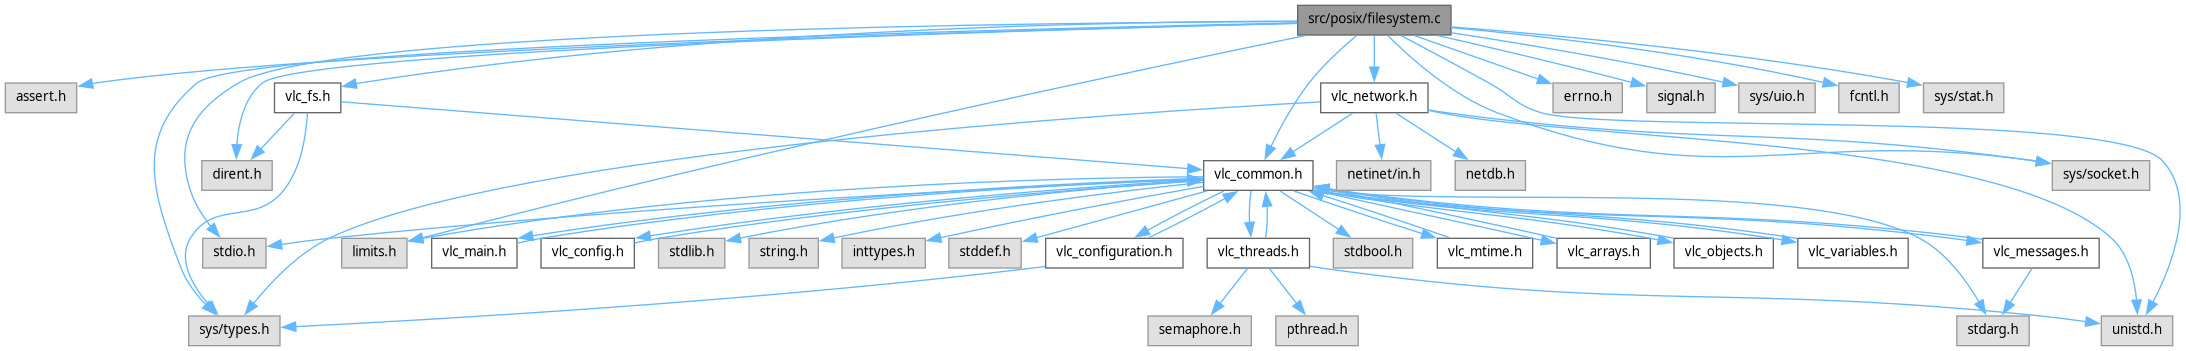 src/posix/filesystem.c
assert.h
vlc_fs.h
vlc_network.h
errno.h
signal.h
sys/uio.h
fcntl.h
sys/stat.h
dirent.h
vlc_common.h
netinet/in.h
netdb.h
sys/socket.h
stdio.h
limits.h
vlc_main.h
vlc_config.h
stdlib.h
string.h
inttypes.h
stddef.h
vlc_configuration.h
vlc_threads.h
stdbool.h
vlc_mtime.h
vlc_arrays.h
vlc_objects.h
vlc_variables.h
vlc_messages.h
sys/types.h
semaphore.h
pthread.h
stdarg.h
unistd.h